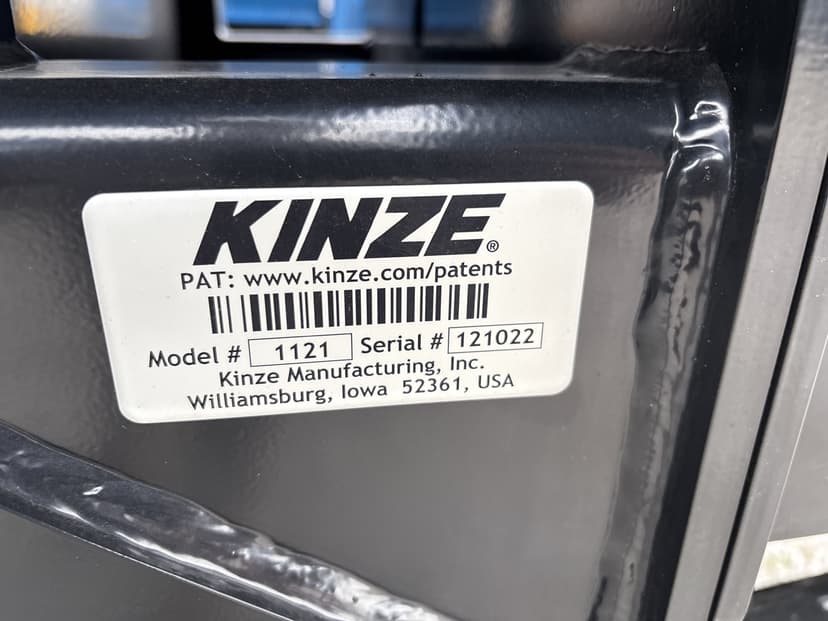 KINZE®
PAT: www.kinze.com/patents
Model # 1121 Serial # 121022
Kinze Manufacturing, Inc.
Williamsburg, Iowa 52361, USA